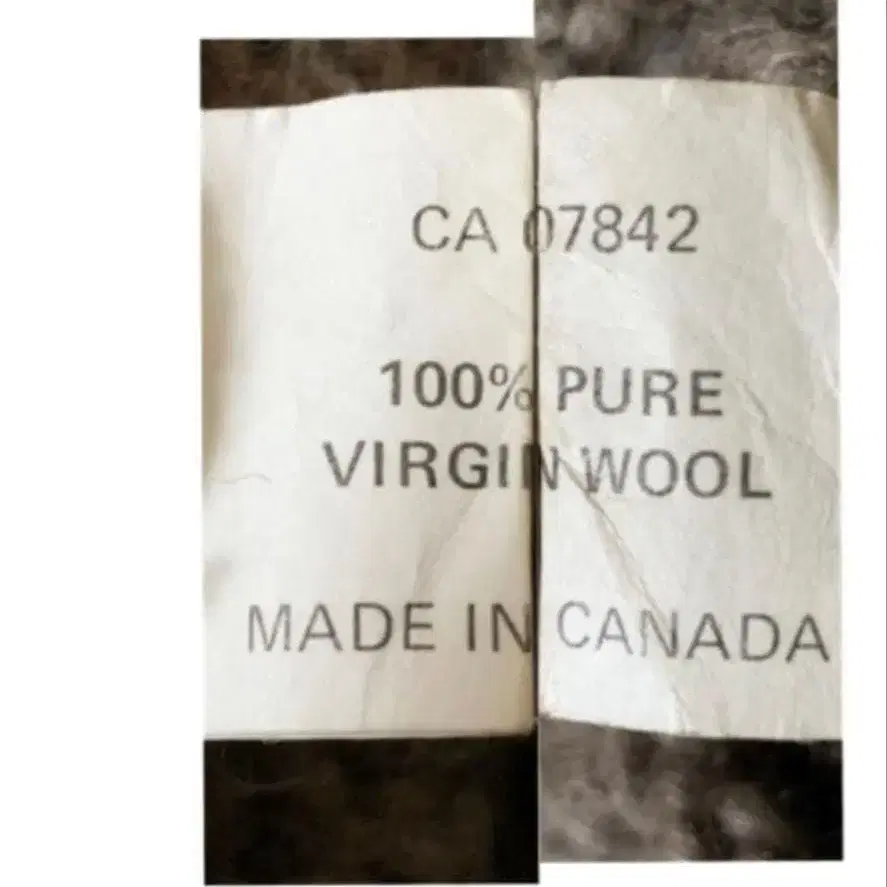 CA 07842
100% PURE
VIRGIN WOOL
MADE IN CANADA